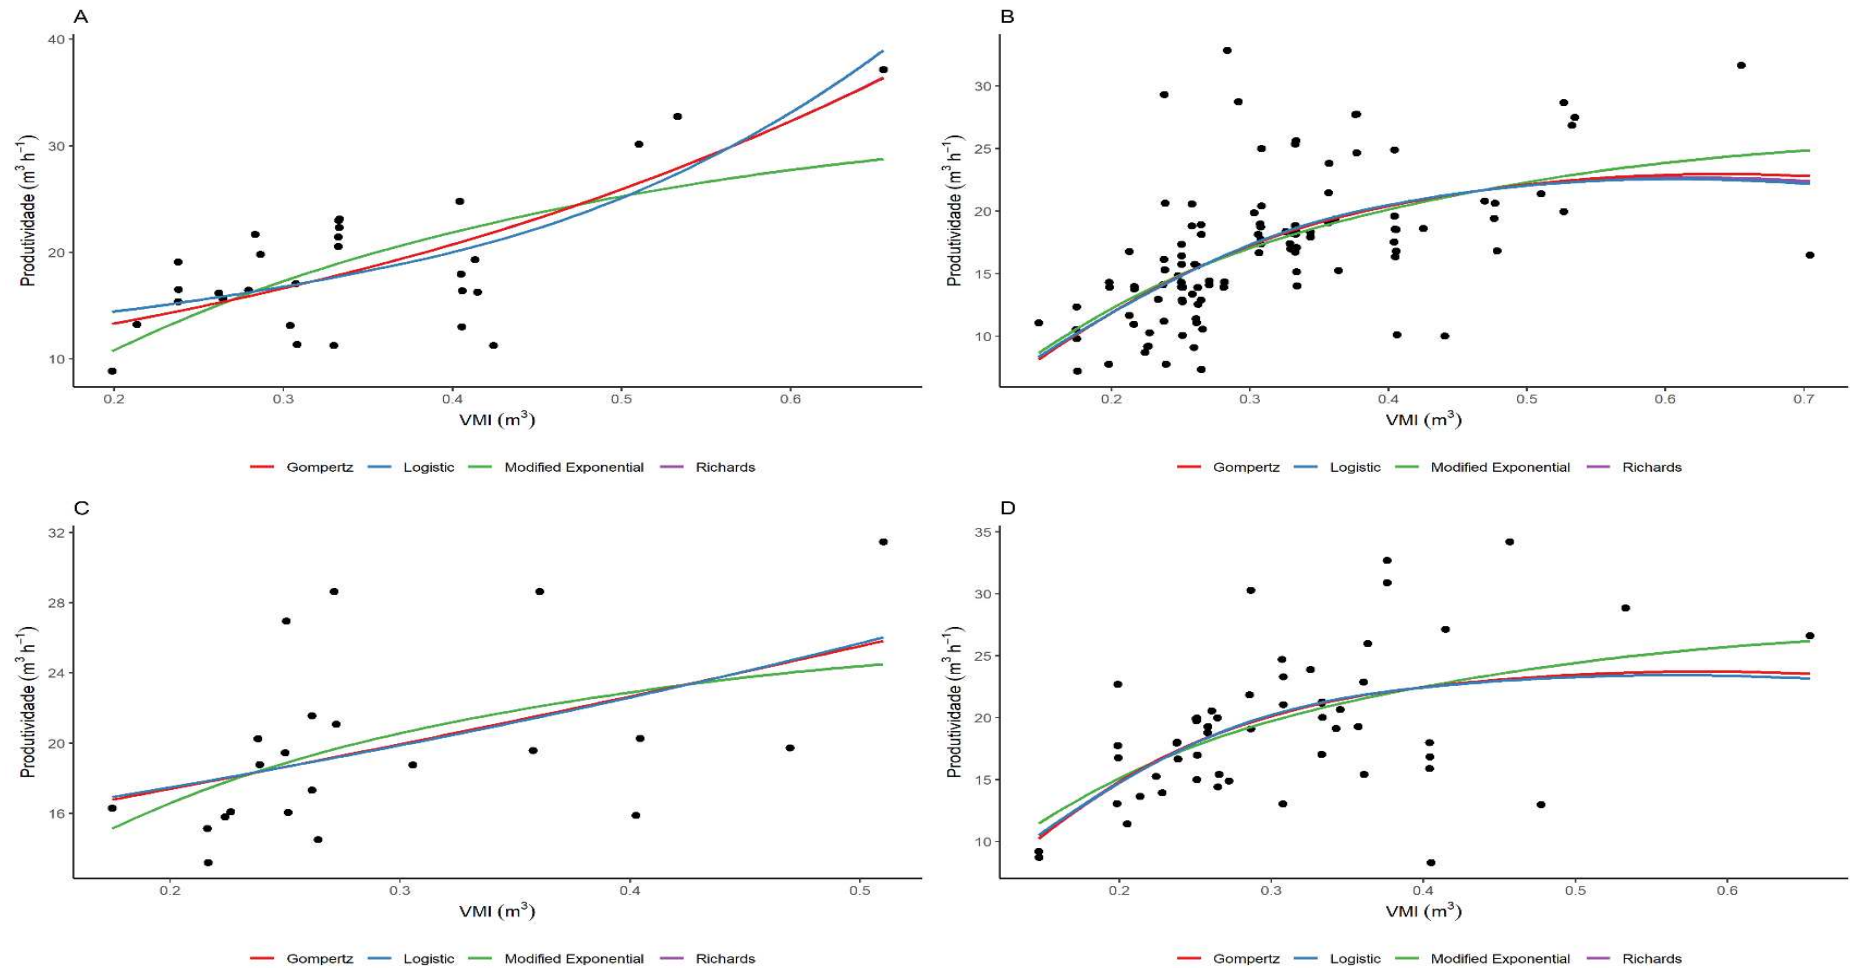 A
40
30
20
10
Produtividade (m³ h⁻¹)
0.2 0.3 0.4 0.5 0.6
VMI (m³)
Gompertz Logistic Modified Exponential Richards
B
30
25
20
15
10
Produtividade (m³ h⁻¹)
0.2 0.3 0.4 0.5 0.6 0.7
VMI (m³)
Gompertz Logistic Modified Exponential Richards
C
32
28
24
20
16
Produtividade (m³ h⁻¹)
0.2 0.3 0.4 0.5
VMI (m³)
Gompertz Logistic Modified Exponential Richards
D
35
30
25
20
15
10
Produtividade (m³ h⁻¹)
0.2 0.3 0.4 0.5 0.6
VMI (m³)
Gompertz Logistic Modified Exponential Richards